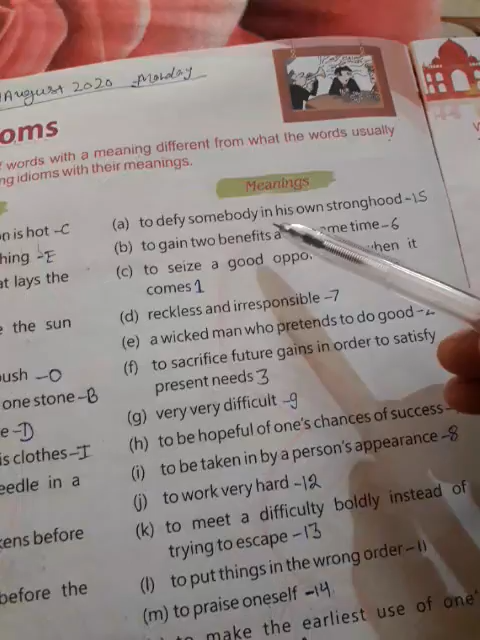 August 2020 Monday
oms
f words with a meaning different from what the words usually
ng idioms with their meanings.
Meanings
n is hot -C
hing -E
at lays the
e the sun
bush -O
one stone -B
e -D
is clothes -I
eedle in a
kens before
before the
(a) to defy somebody in his own stronghold -15
(b) to gain two benefits a me time -6
(c) to seize a good oppo when it
comes 1
(d) reckless and irresponsible -7
(e) a wicked man who pretends to do good -2
(f) to sacrifice future gains in order to satisfy
present needs 3
(g) very very difficult -9
(h) to be hopeful of one's chances of success -
(i) to be taken in by a person's appearance -8
(j) to work very hard -12
(k) to meet a difficulty boldly instead of
trying to escape -13
(l) to put things in the wrong order -11
(m) to praise oneself -14
to make the earliest use of one'